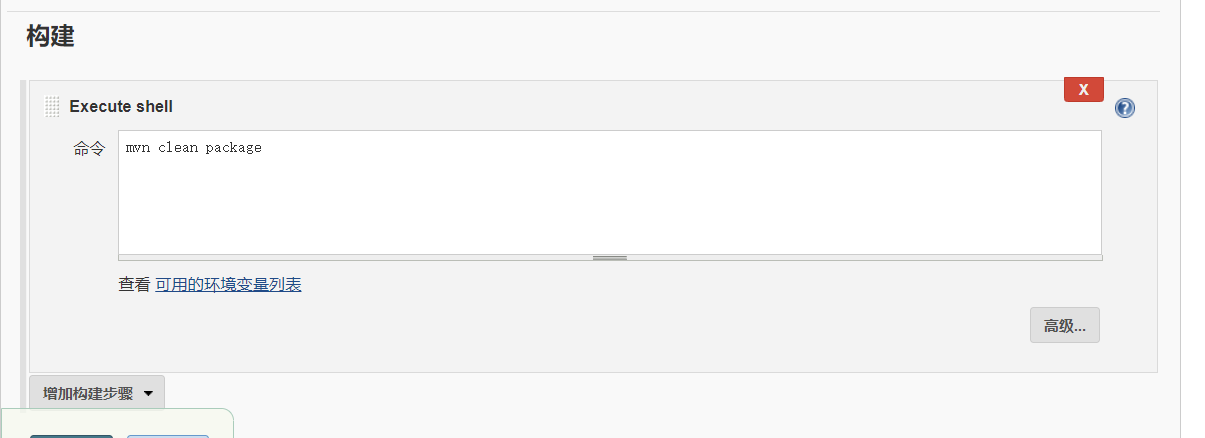 构建
Execute shell
X
命令
mvn clean package
查看 可用的环境变量列表
高级...
增加构建步骤